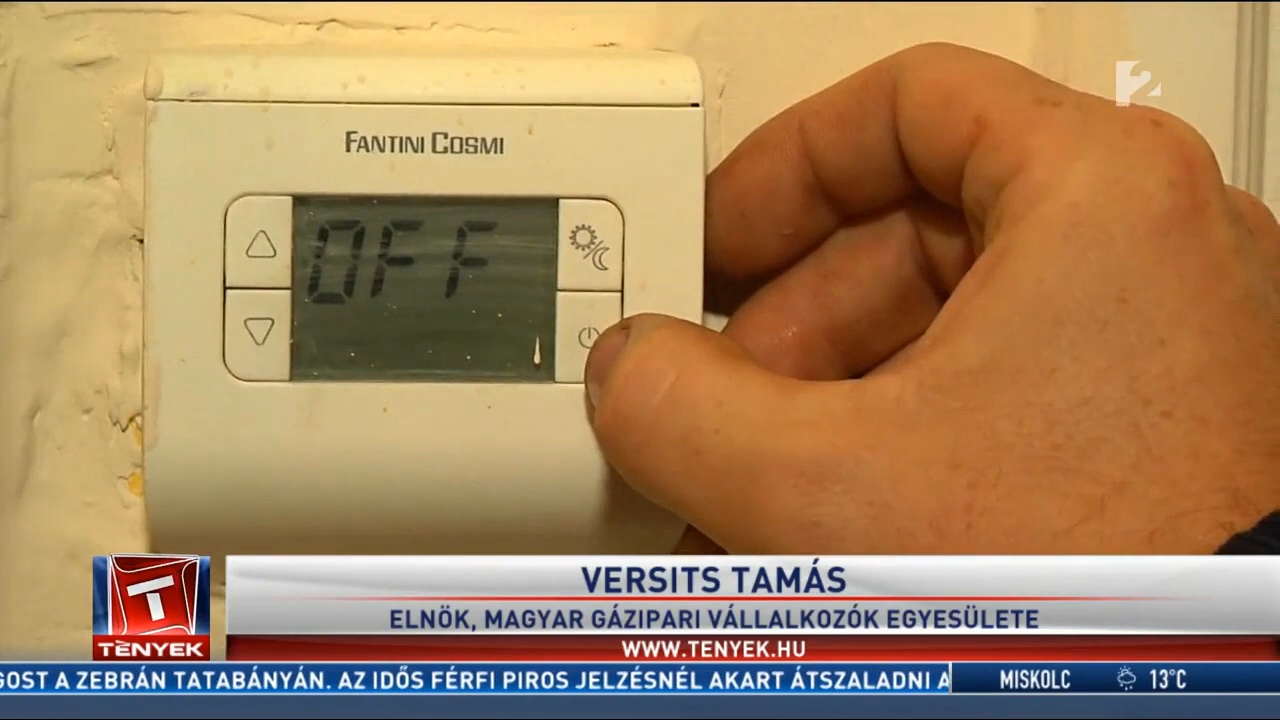 2
FANTINI COSMI
OFF
VERSITS TAMÁS
ELNÖK, MAGYAR GÁZIPARI VÁLLALKOZÓK EGYESÜLETE
T
TÉNYEK
WWW.TENYEK.HU
GOST A ZEBRÁN TATABÁNYÁN. AZ IDŐS FÉRFI PIROS JELZÉSNÉL AKART ÁTSZALADNI A
MISKOLC 13°C